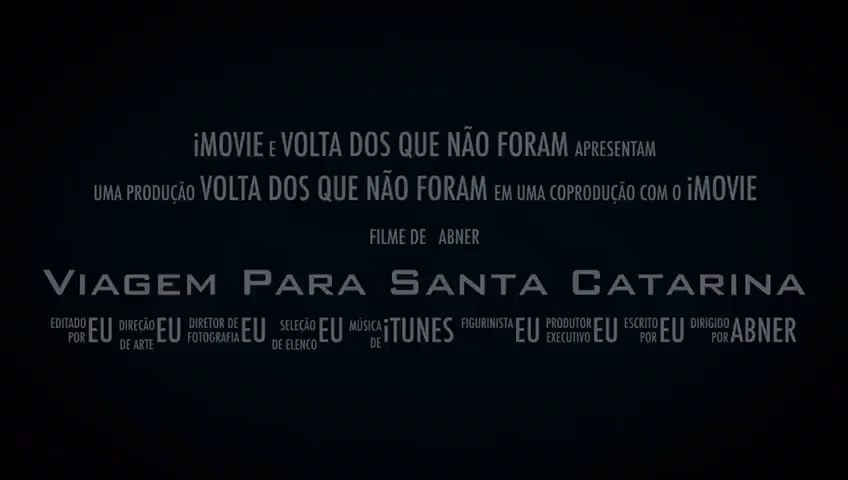 iMOVIE E VOLTA DOS QUE NÃO FORAM APRESENTAM
UMA PRODUÇÃO VOLTA DOS QUE NÃO FORAM EM UMA COPRODUÇÃO COM O iMOVIE
FILME DE ABNER
VIAGEM PARA SANTA CATARINA
EDITADO POR EU DIREÇÃO DE ARTE EU DIRETOR DE FOTOGRAFIA EU SELEÇÃO DE ELENCO EU MÚSICA DE iTUNES FIGURINISTA EU PRODUTOR EXECUTIVO EU ESCRITO POR EU DIRIGIDO POR ABNER